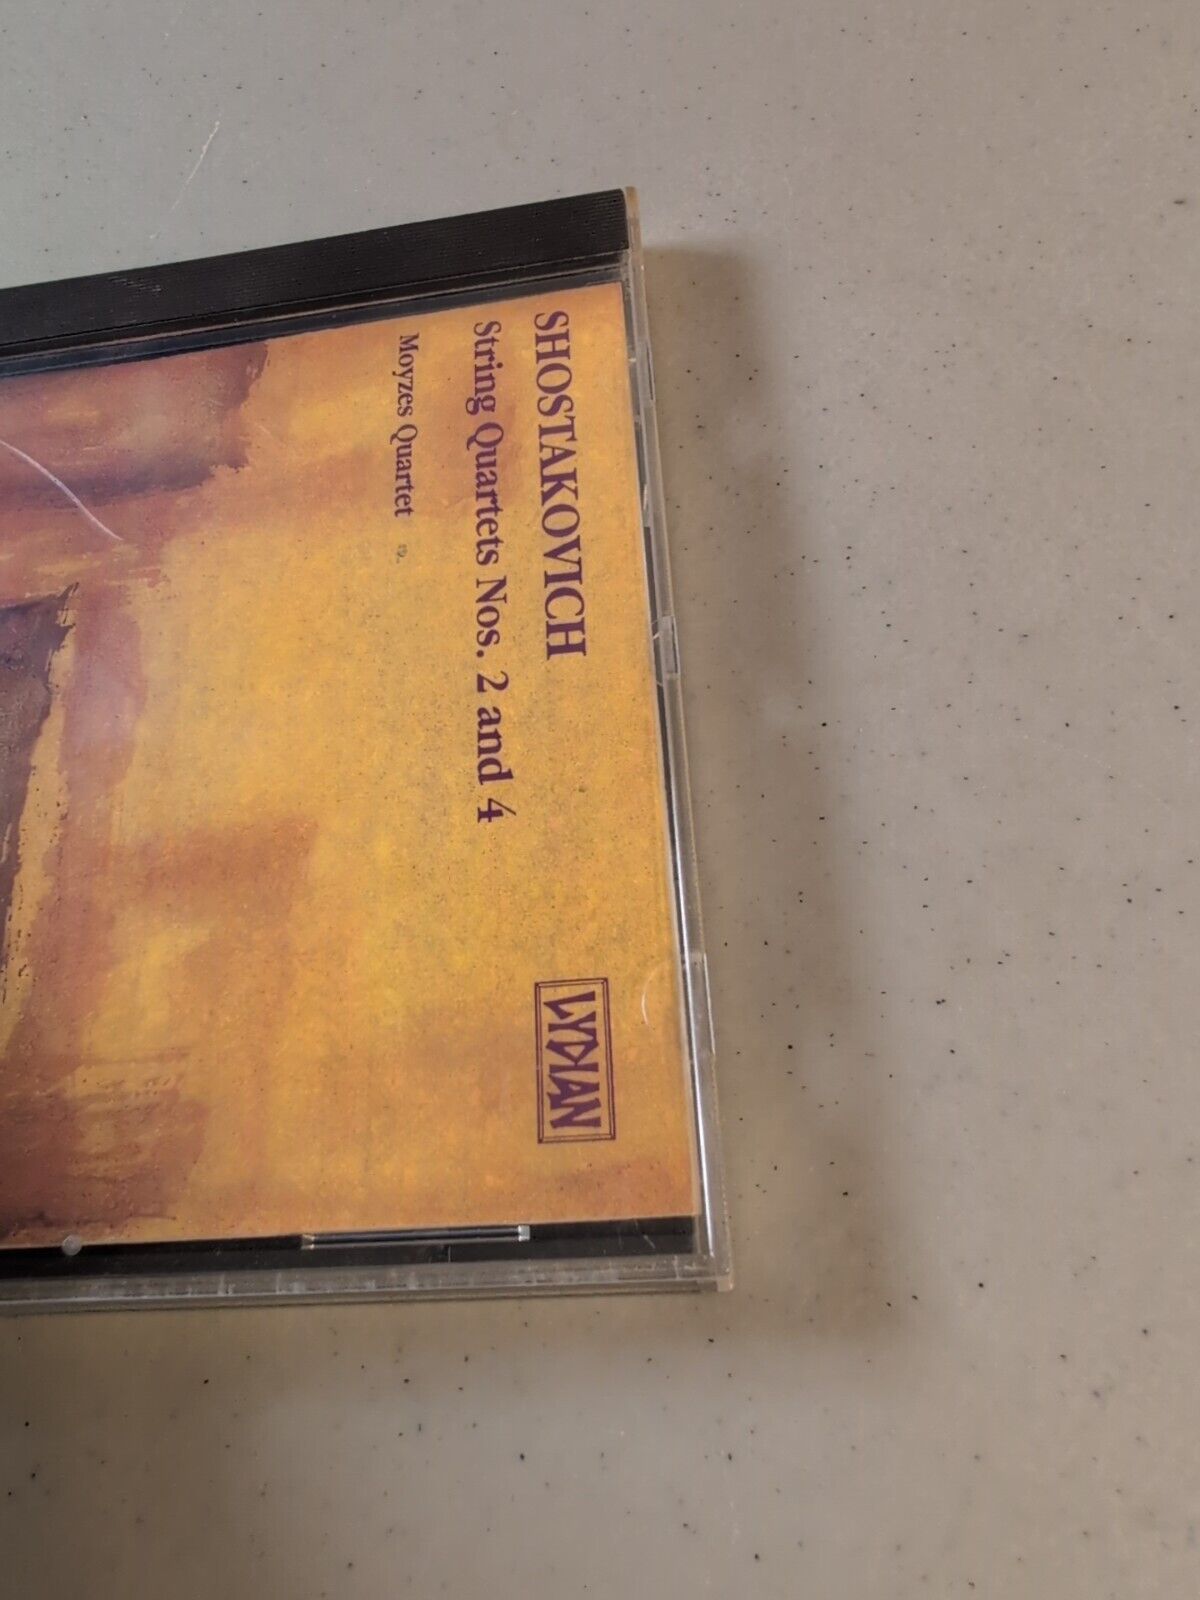 SHOSTAKOVICH
String Quartets Nos. 2 and 4
Moyzes Quartet
LYDIAN